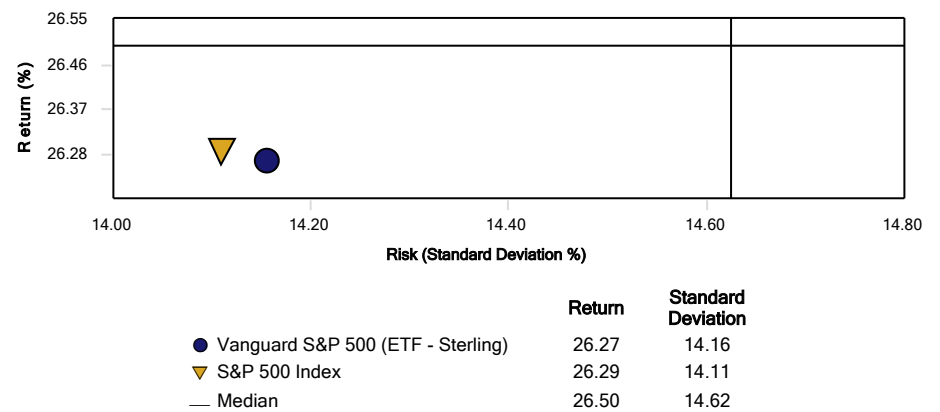 26.55
26.46
26.37
26.28
Return (%)
14.00 14.20 14.40 14.60 14.80
Risk (Standard Deviation %)
Return Standard Deviation
Vanguard S&P 500 (ETF - Sterling) 26.27 14.16
S&P 500 Index 26.29 14.11
Median 26.50 14.62